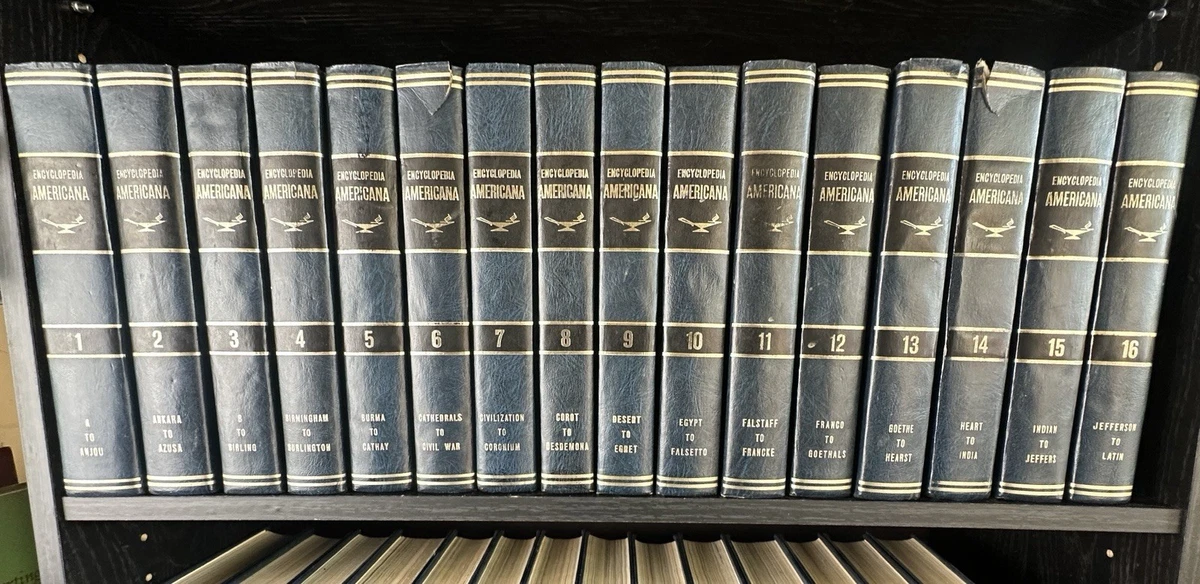 ENCYCLOPEDIA
AMERICANA
1
A
TO
ANJOU
ENCYCLOPEDIA
AMERICANA
2
ANKARA
TO
AZUSA
ENCYCLOPEDIA
AMERICANA
3
B
TO
BIRLING
ENCYCLOPEDIA
AMERICANA
4
BIRMINGHAM
TO
BURLINGTON
ENCYCLOPEDIA
AMERICANA
5
BURMA
TO
CATHAY
ENCYCLOPEDIA
AMERICANA
6
CATHEDRALS
TO
CIVIL WAR
ENCYCLOPEDIA
AMERICANA
7
CIVILIZATION
TO
CORONIUM
ENCYCLOPEDIA
AMERICANA
8
COROT
TO
DESDEMONA
ENCYCLOPEDIA
AMERICANA
9
DESERT
TO
EGRET
ENCYCLOPEDIA
AMERICANA
10
EGYPT
TO
FALSETTO
ENCYCLOPEDIA
AMERICANA
11
FALSTAFF
TO
FRANCKE
ENCYCLOPEDIA
AMERICANA
12
FRANCO
TO
GOETHALS
ENCYCLOPEDIA
AMERICANA
13
GOETHE
TO
HEARST
ENCYCLOPEDIA
AMERICANA
14
HEART
TO
INDIA
ENCYCLOPEDIA
AMERICANA
15
INDIAN
TO
JEFFERS
ENCYCLOPEDIA
AMERICANA
16
JEFFERSON
TO
LATIN